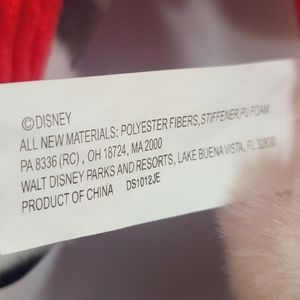 ©DISNEY
ALL NEW MATERIALS: POLYESTER FIBERS, STIFFENER,PU FOAM
PA 8336 (RC) , OH 18724, MA 2000
WALT DISNEY PARKS AND RESORTS, LAKE BUENA VISTA, FL 32830
PRODUCT OF CHINA DS1012JE